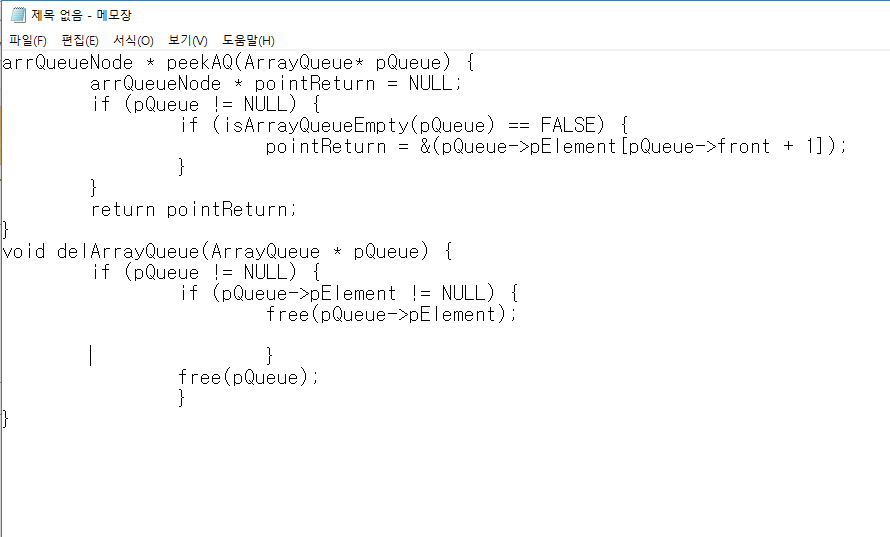 제목 없음 - 메모장
파일(F) 편집(E) 서식(O) 보기(V) 도움말(H)
arrQueueNode * peekAQ(ArrayQueue* pQueue) {
arrQueueNode * pointReturn = NULL;
if (pQueue != NULL) {
if (isArrayQueueEmpty(pQueue) == FALSE) {
pointReturn = &(pQueue->pElement[pQueue->front + 1]);
}
}
return pointReturn;
}
void delArrayQueue(ArrayQueue * pQueue) {
if (pQueue != NULL) {
if (pQueue->pElement != NULL) {
free(pQueue->pElement);
}
free(pQueue);
}
}